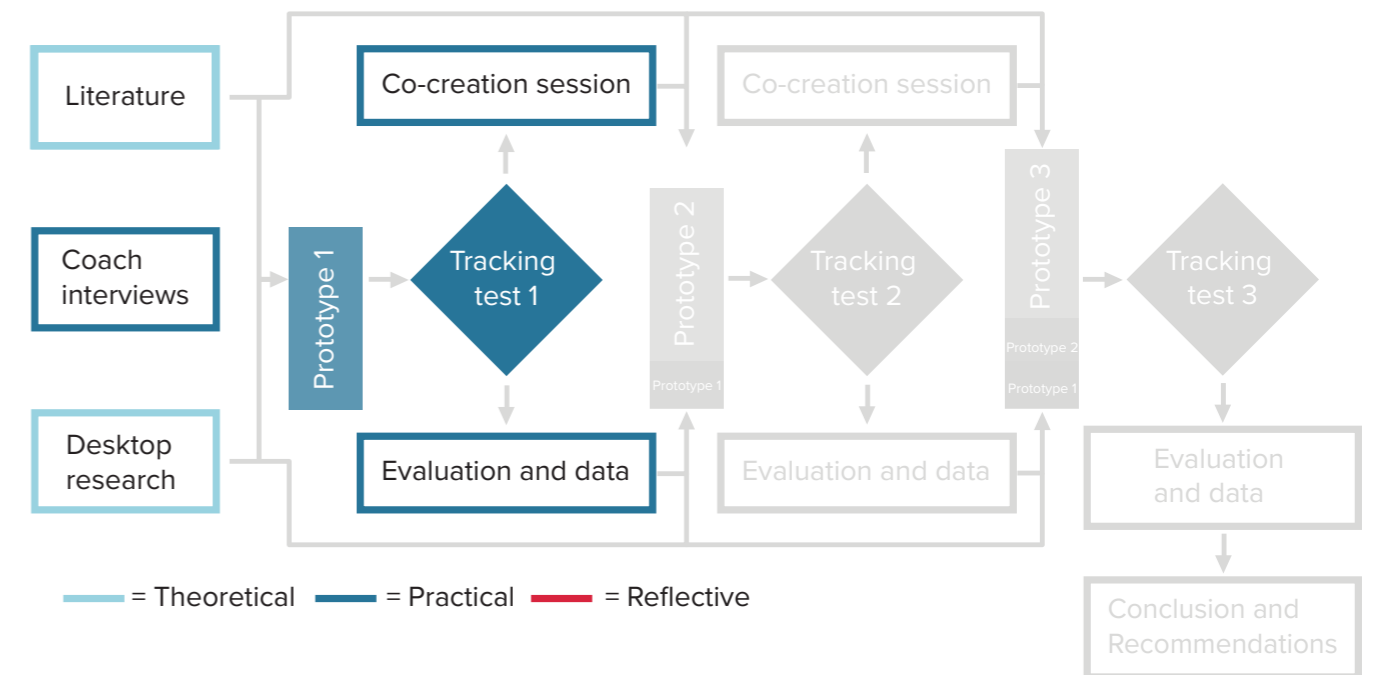 Literature
Co-creation session
Co-creation session
Coach
interviews
Prototype 1
Tracking
test 1
Prototype 2
Prototype 1
Tracking
test 2
Prototype 3
Prototype 2
Prototype 1
Tracking
test 3
Desktop
research
Evaluation and data
Evaluation and data
Evaluation
and data
= Theoretical
= Practical
= Reflective
Conclusion and
Recommendations